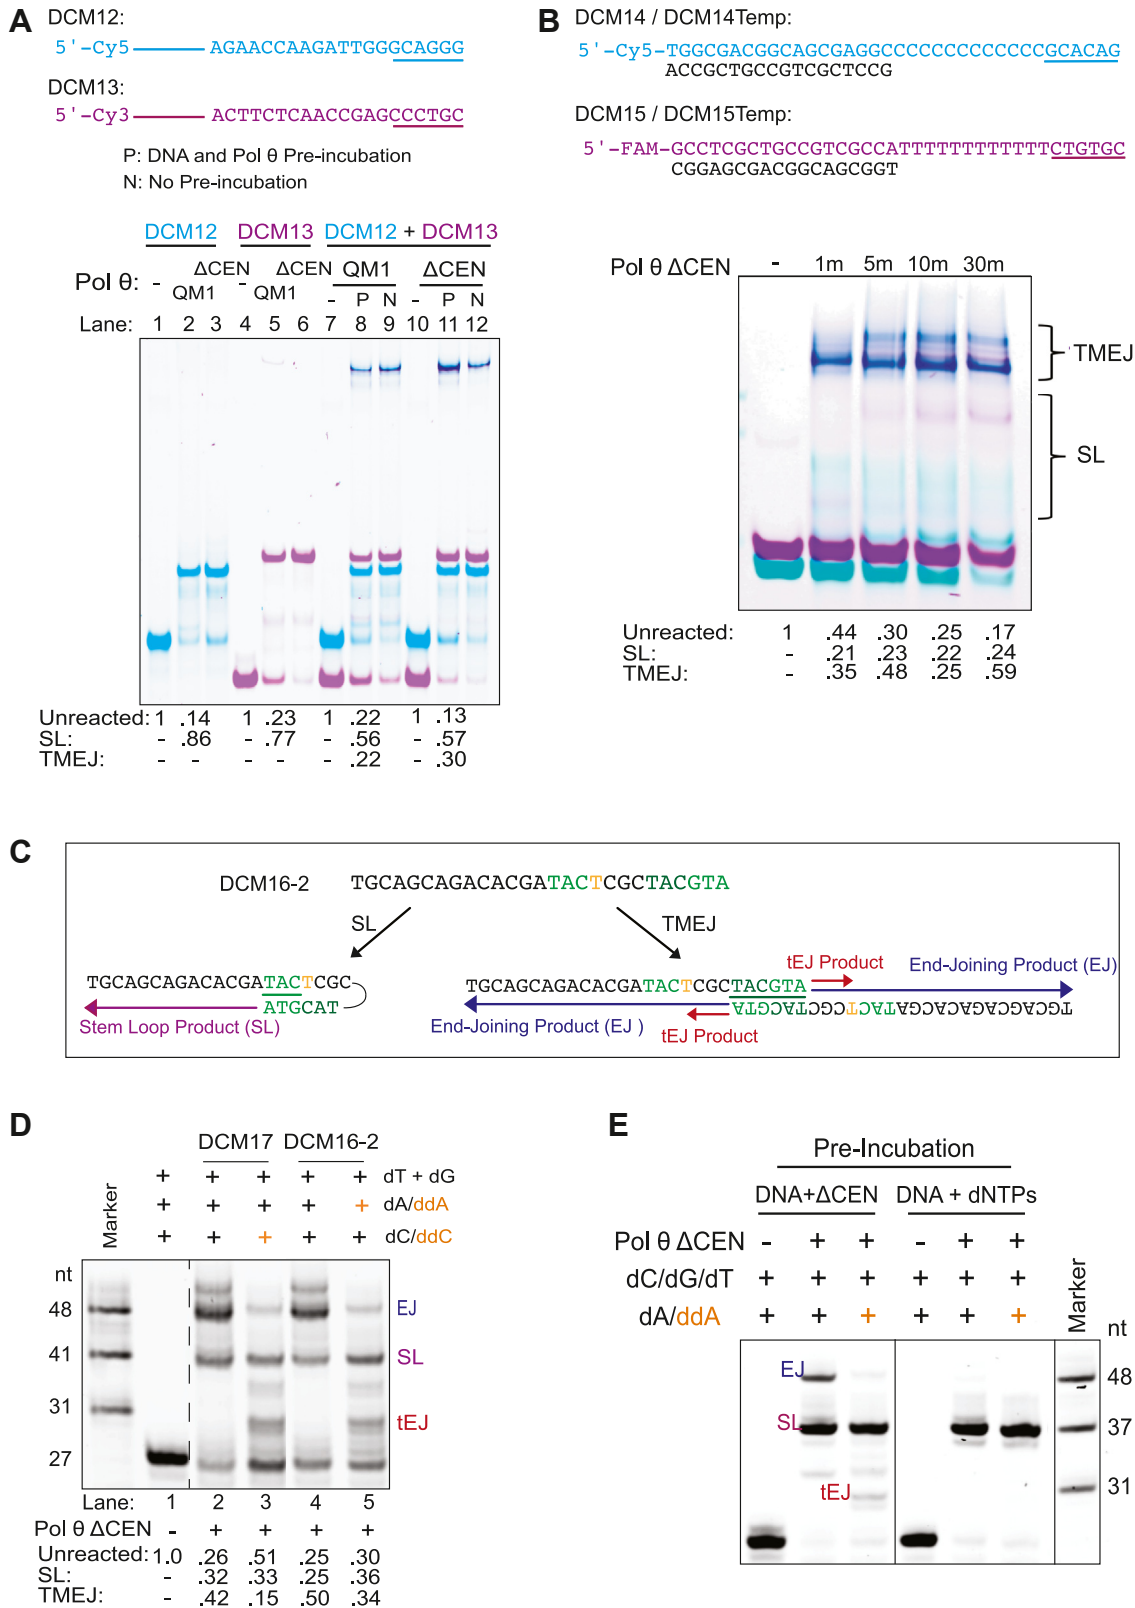 A
DCM12:
5'-Cy5 AGAACCAAGATTGGGCAGGG
DCM13:
5'-Cy3 ACTTCTCAACCGAGCCCTGC
P: DNA and Pol θ Pre-incubation
N: No Pre-incubation
DCM12 DCM13 DCM12 + DCM13
Pol θ: - QM1 ΔCEN - QM1 ΔCEN QM1 ΔCEN
- P N - P N
Lane: 1 2 3 4 5 6 7 8 9 10 11 12
Unreacted: 1 .14 1 .23 1 .22 1 .13
SL: - .86 - .77 - .56 - .57
TMEJ: - - - - - .22 - .30
B
DCM14 / DCM14Temp:
5'-Cy5-TGGCGACGGCAGCGAGGCCCCCCCCCCCCCCGCACAG
ACCGCTGCCGTCGCTCCG
DCM15 / DCM15Temp:
5'-FAM-GCCTCGCTGCCGTCGCCATTTTTTTTTTTTTCTGTGC
CGGAGCGACGGCAGCGGT
Pol θ ΔCEN - 1m 5m 10m 30m
TMEJ
SL
Unreacted: 1 .44 .30 .25 .17
SL: - .21 .23 .22 .24
TMEJ: - .35 .48 .25 .59
C
DCM16-2 TGCAGCAGACACGATACTCGCTACGTA
SL TMEJ
TGCAGCAGACACGATACTCGC
ATGCAT
Stem Loop Product (SL)
tEJ Product End-Joining Product (EJ)
TGCAGCAGACACGATACTCGCTACGTA
ATGCATCGCTCATAGCACAGACGACGT
End-Joining Product (EJ )
tEJ Product
D
DCM17 DCM16-2
Marker + + + + + dT + dG
+ + + + + dA/ddA
+ + + + + dC/ddC
nt
48 EJ
41 SL
31 tEJ
27
Lane: 1 2 3 4 5
Pol θ ΔCEN - + + + +
Unreacted: 1.0 .26 .51 .25 .30
SL: - .32 .33 .25 .36
TMEJ: - .42 .15 .50 .34
E
Pre-Incubation
DNA+ΔCEN DNA + dNTPs
Pol θ ΔCEN - + + - + +
dC/dG/dT + + + + + +
dA/ddA + + + + + + Marker
nt
EJ 48
SL 37
tEJ 31